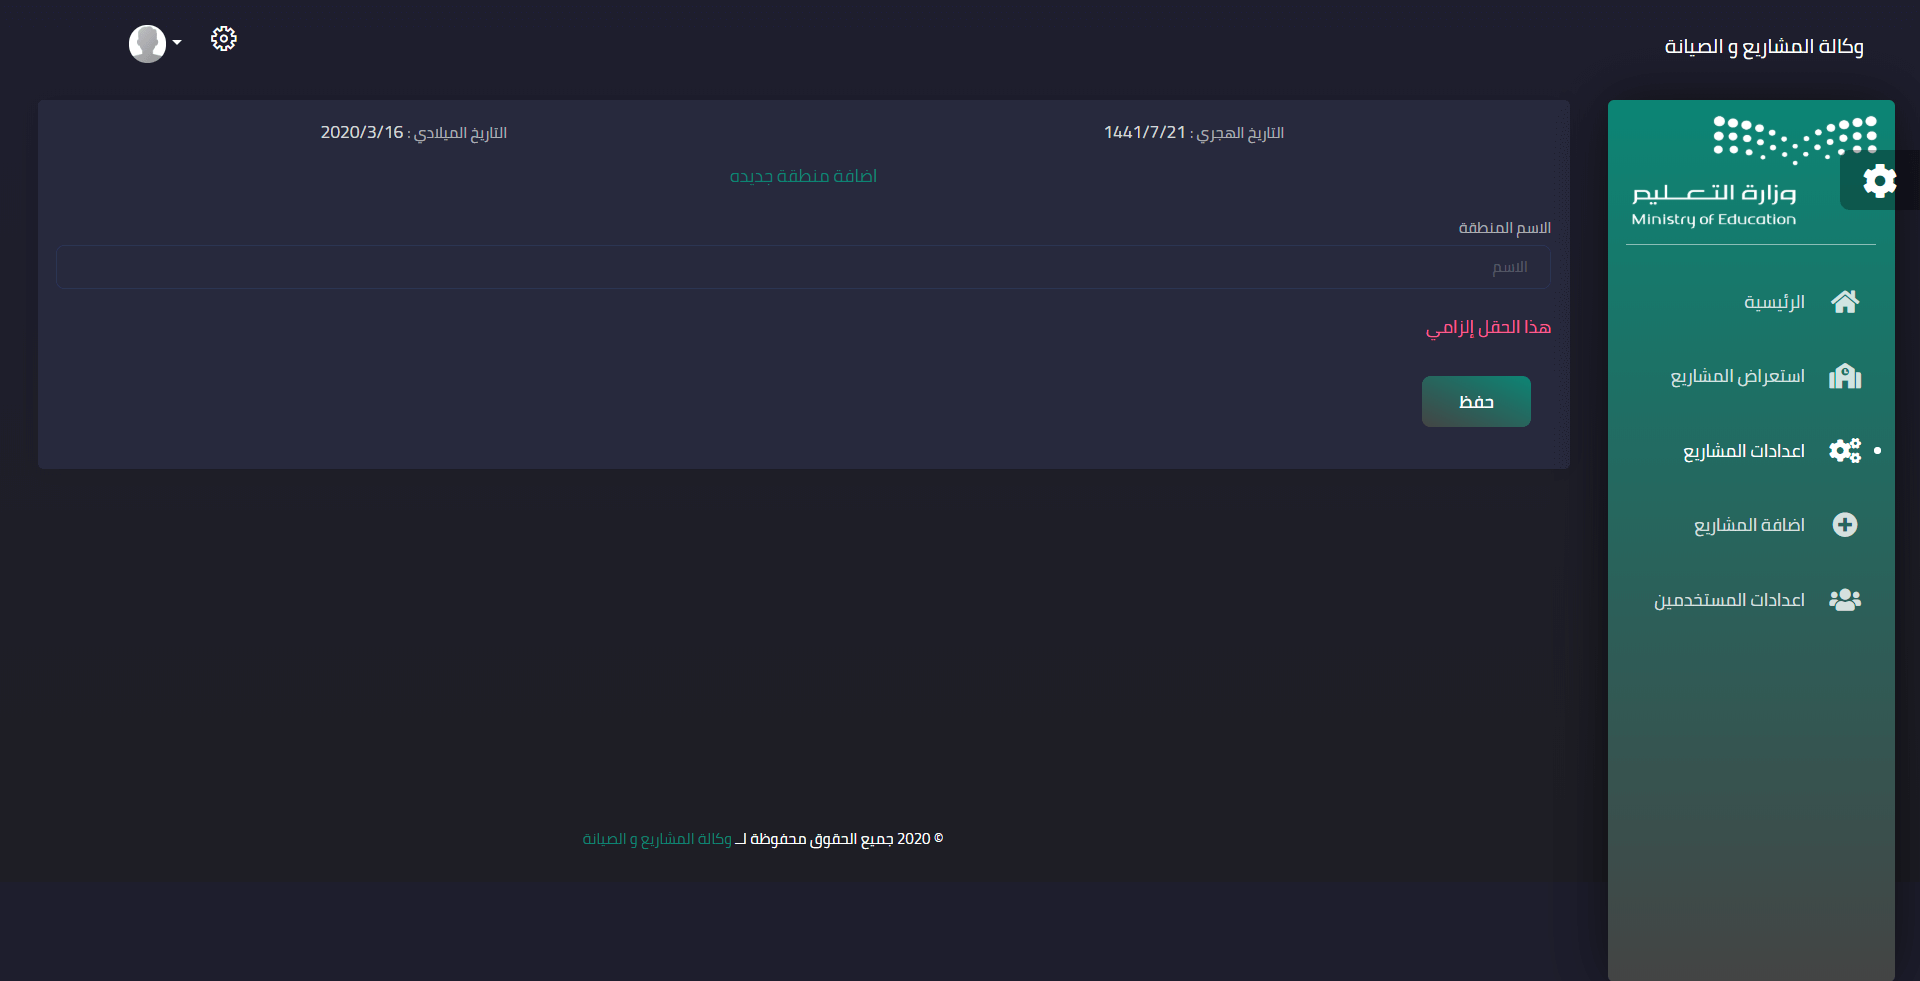 وكالة المشاريع و الصيانة
وزارة التعليم
Ministry of Education
الرئيسية
استعراض المشاريع
اعدادات المشاريع
اضافة المشاريع
اعدادات المستخدمين
التاريخ الهجري : 1441/7/21
التاريخ الميلادي : 2020/3/16
اضافة منطقة جديده
الاسم المنطقة
الاسم
هذا الحقل إلزامي
حفظ
© 2020 جميع الحقوق محفوظة لــ وكالة المشاريع و الصيانة